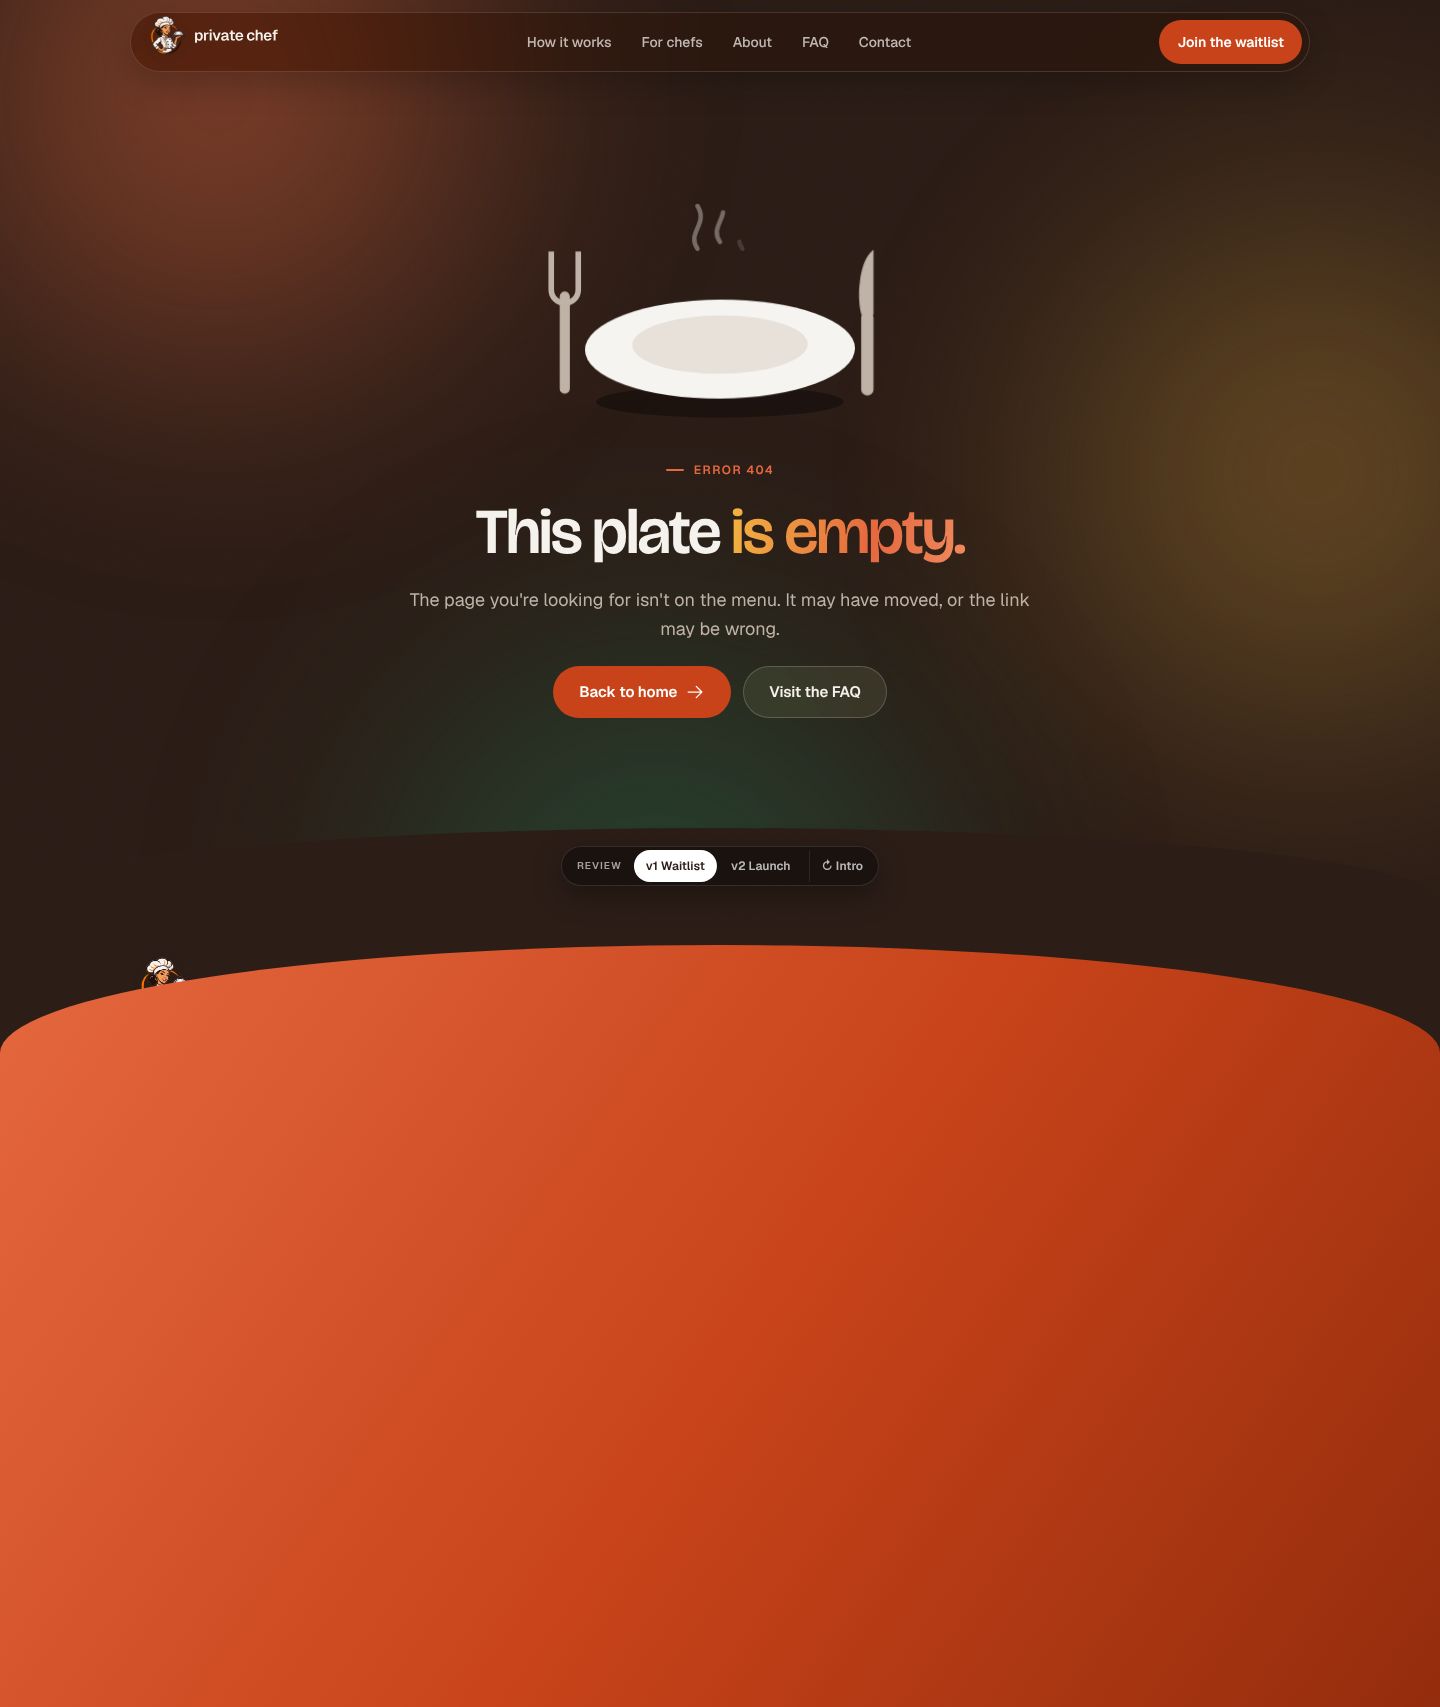 private chef
How it works
For chefs
About
FAQ
Contact
Join the waitlist
ERROR 404
This plate is empty.
The page you're looking for isn't on the menu. It may have moved, or the link
may be wrong.
Back to home
Visit the FAQ
REVIEW
v1 Waitlist
v2 Launch
↻ Intro